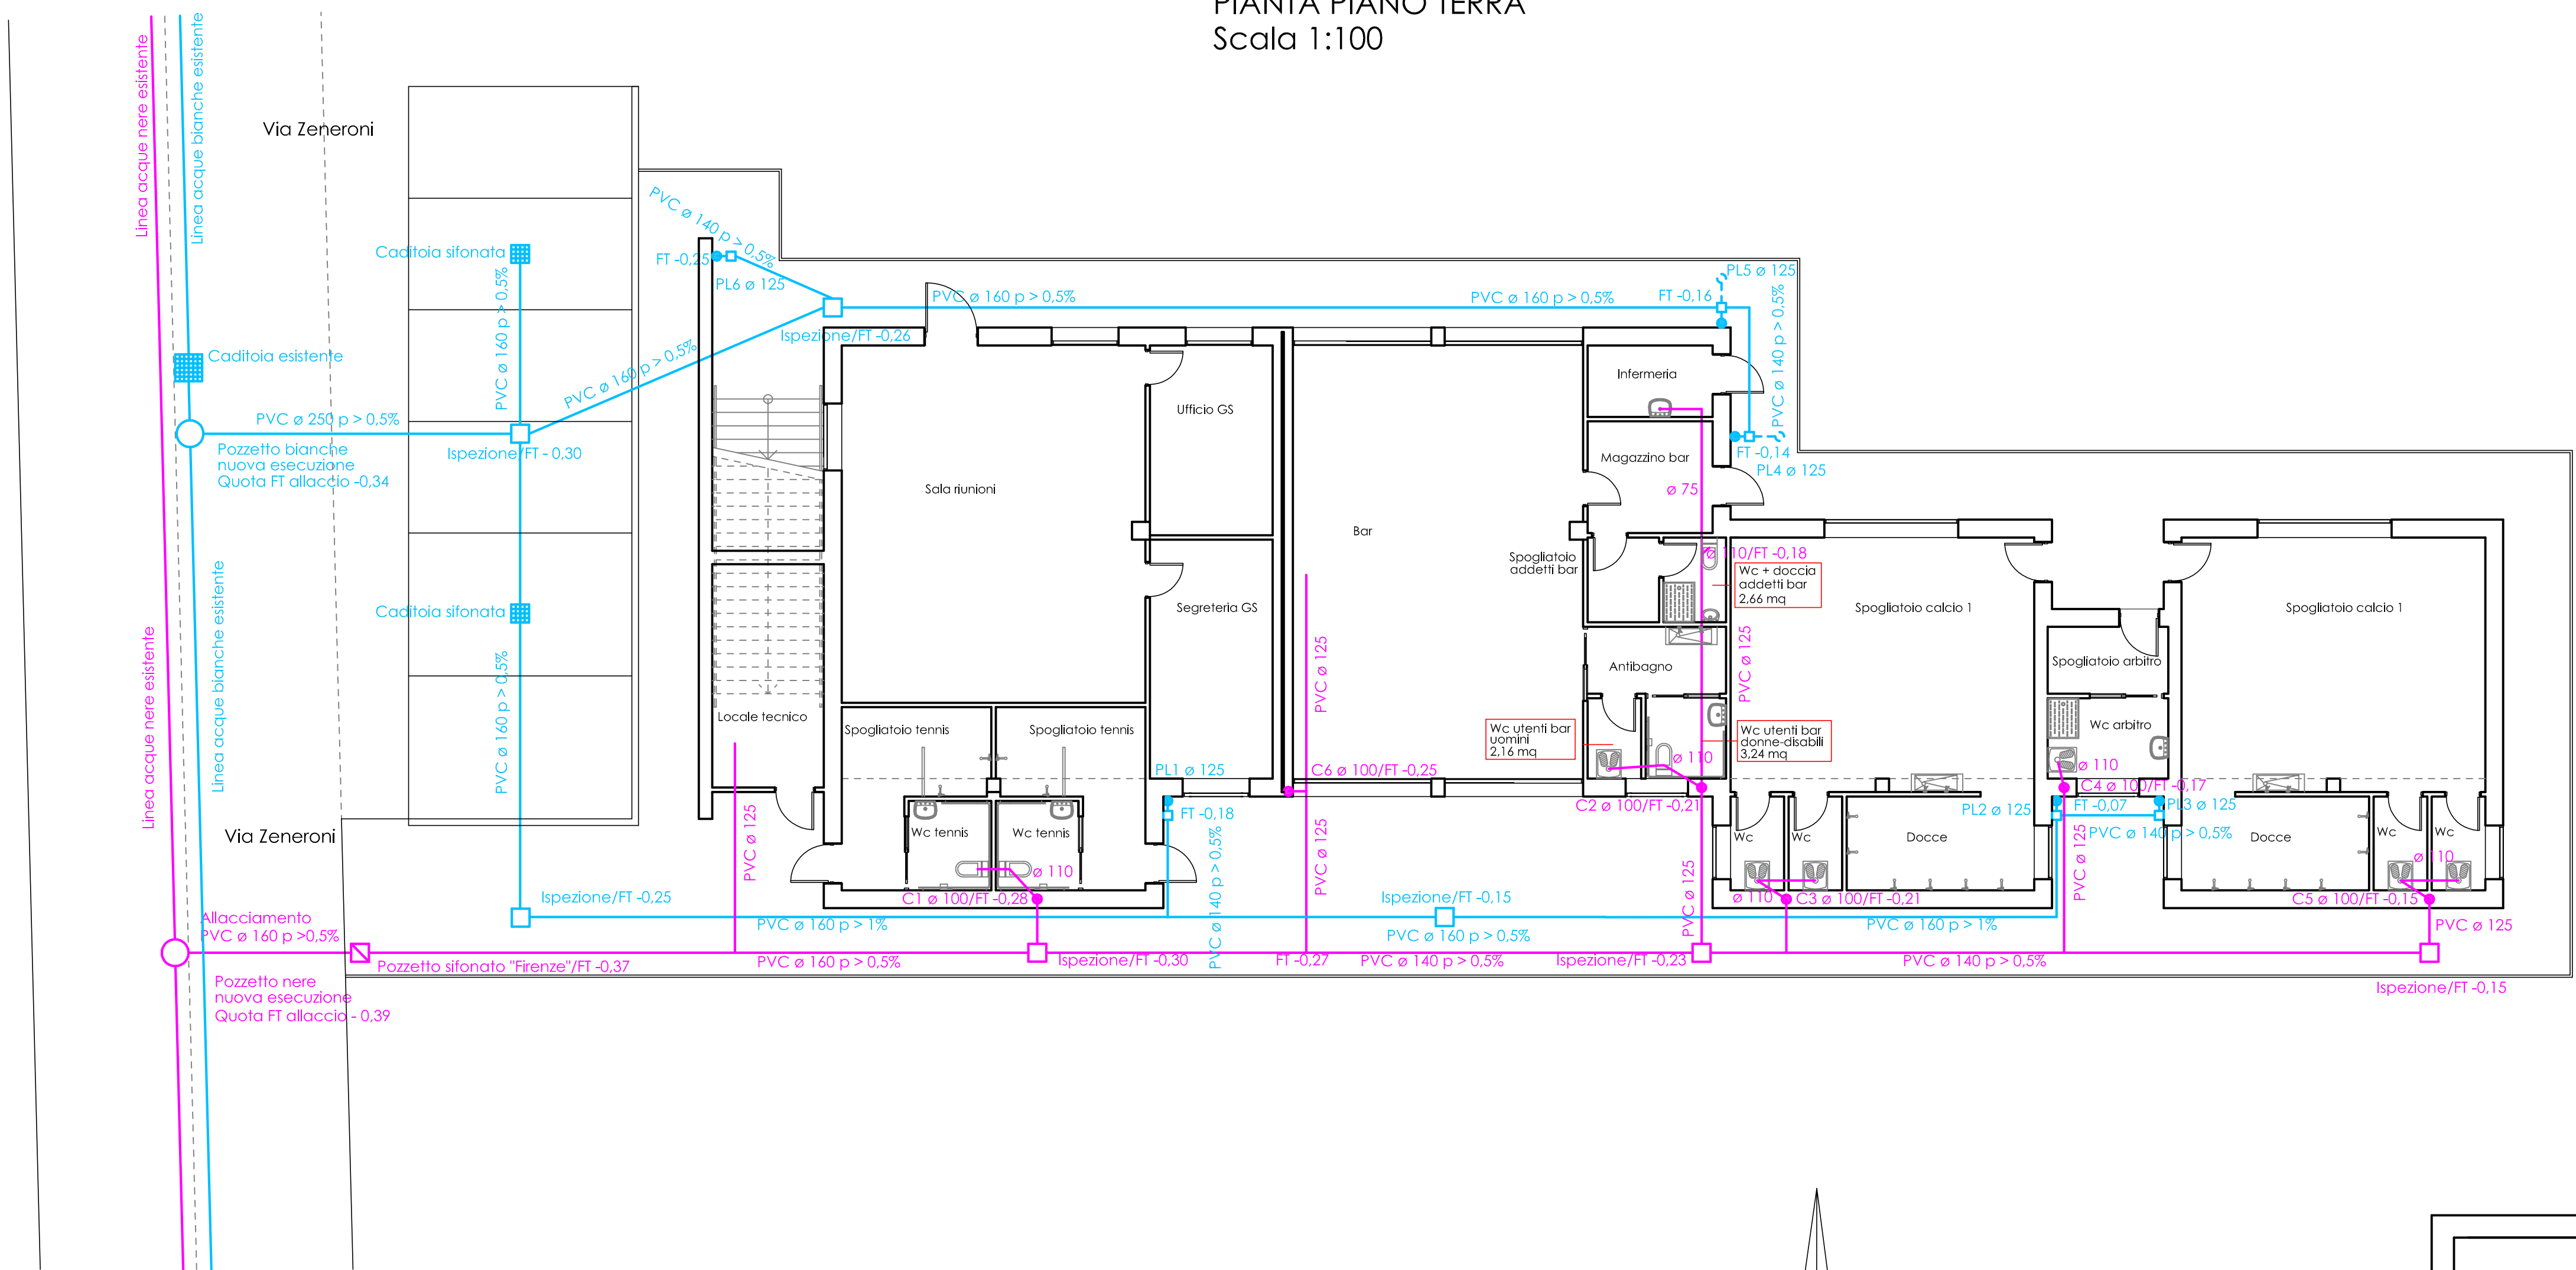 PIANTA PIANO TERRA
Scala 1:100
Linea acque nere esistente
Linea acque bianche esistente
Via Zeneroni
Caditoia sifonata
PVC ø 160 p > 0,5%
PVC ø 140 p > 0,5%
FT -0,25
PL6 ø 125
PVC ø 160 p > 0,5%
PVC ø 160 p > 0,5%
FT -0,16
PL5 ø 125
PVC ø 140 p > 0,5%
Ispezione/FT -0,26
Caditoia esistente
PVC ø 160 p > 0,5%
PVC ø 250 p > 0,5%
Pozzetto bianche
nuova esecuzione
Quota FT allaccio -0,34
Ispezione/FT - 0,30
Infermeria
Ufficio GS
Magazzino bar
FT -0,14
PL4 ø 125
ø 75
Sala riunioni
Bar
Spogliatoio
addetti bar
ø 110/FT -0,18
Wc + doccia
addetti bar
2,66 mq
Linea acque nere esistente
Linea acque bianche esistente
Caditoia sifonata
PVC ø 160 p > 0,5%
Segreteria GS
Spogliatoio calcio 1
Spogliatoio calcio 1
PVC ø 125
PVC ø 125
Antibagno
Spogliatoio arbitro
Locale tecnico
Spogliatoio tennis
Spogliatoio tennis
Wc utenti bar
uomini
2,16 mq
Wc utenti bar
donne-disabili
3,24 mq
Wc arbitro
ø 110
ø 110
PL1 ø 125
C6 ø 100/FT -0,25
C4 ø 100/FT -0,17
C2 ø 100/FT -0,21
PL2 ø 125
FT -0,07
PL3 ø 125
FT -0,18
Via Zeneroni
PVC ø 125
Wc tennis
Wc tennis
PVC ø 140 p > 0,5%
PVC ø 125
PVC ø 125
Wc
Wc
Docce
PVC ø 125
PVC ø 140 p > 0,5%
Docce
Wc
Wc
ø 110
ø 110
Ispezione/FT -0,25
C1 ø 100/FT -0,28
Ispezione/FT -0,15
ø 110
C3 ø 100/FT -0,21
C5 ø 100/FT -0,15
Allacciamento
PVC ø 160 p >0,5%
PVC ø 160 p > 1%
PVC ø 160 p > 0,5%
PVC ø 160 p > 1%
PVC ø 125
Pozzetto sifonato "Firenze"/FT -0,37
PVC ø 160 p > 0,5%
Ispezione/FT -0,30
FT -0,27
PVC ø 140 p > 0,5%
Ispezione/FT -0,23
PVC ø 140 p > 0,5%
Ispezione/FT -0,15
Pozzetto nere
nuova esecuzione
Quota FT allaccio - 0,39